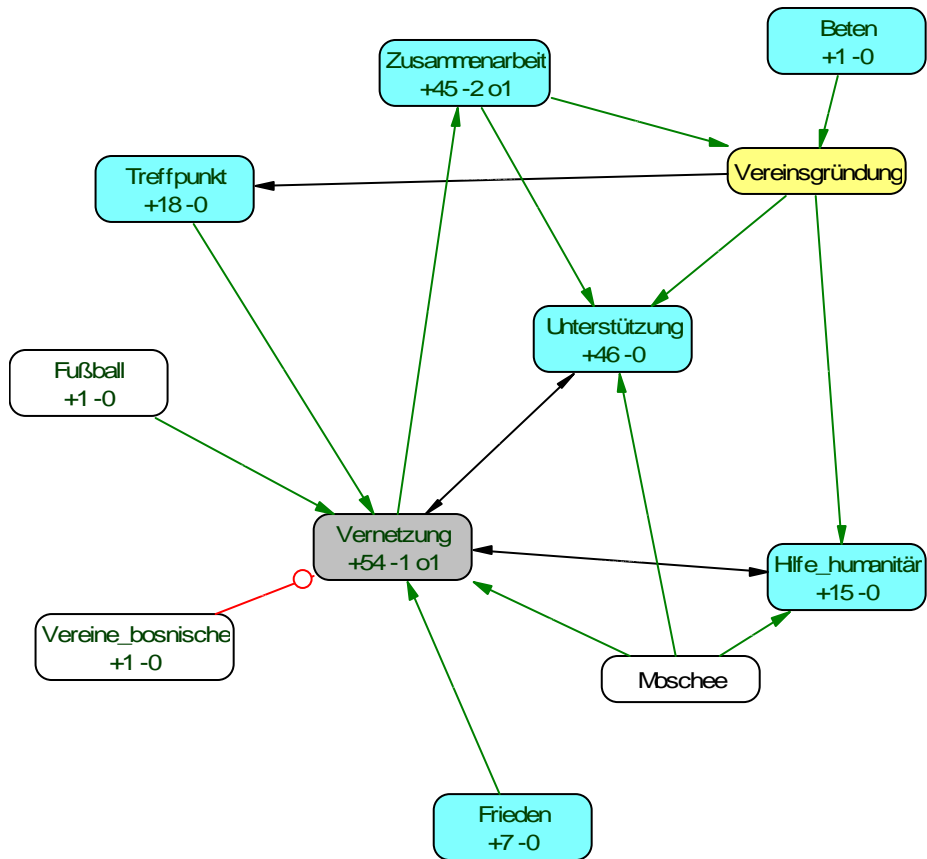 Beten
+1 -0
Zusammenarbeit
+45 -2 o1
Vereinsgründung
Treffpunkt
+18 -0
Unterstützung
+46 -0
Fußball
+1 -0
Vernetzung
+54 -1 o1
HIfe_humanitär
+15 -0
Vereine_bosnische
+1 -0
Moschee
Frieden
+7 -0